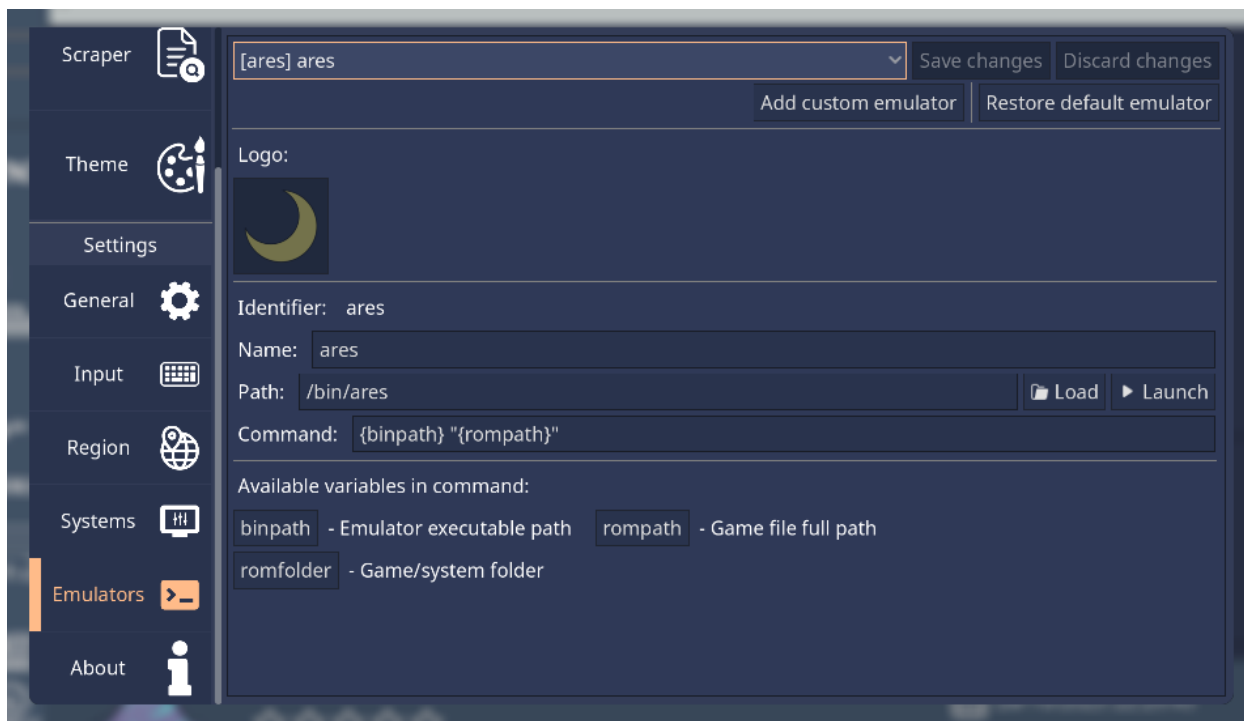 Scraper
Theme
Settings
General
Input
Region
Systems
Emulators
About
[ares] ares
Save changes
Discard changes
Add custom emulator
Restore default emulator
Logo:
Identifier: ares
Name: ares
Path: /bin/ares
Load
Launch
Command: {binpath} "{rompath}"
Available variables in command:
binpath - Emulator executable path
rompath - Game file full path
romfolder - Game/system folder